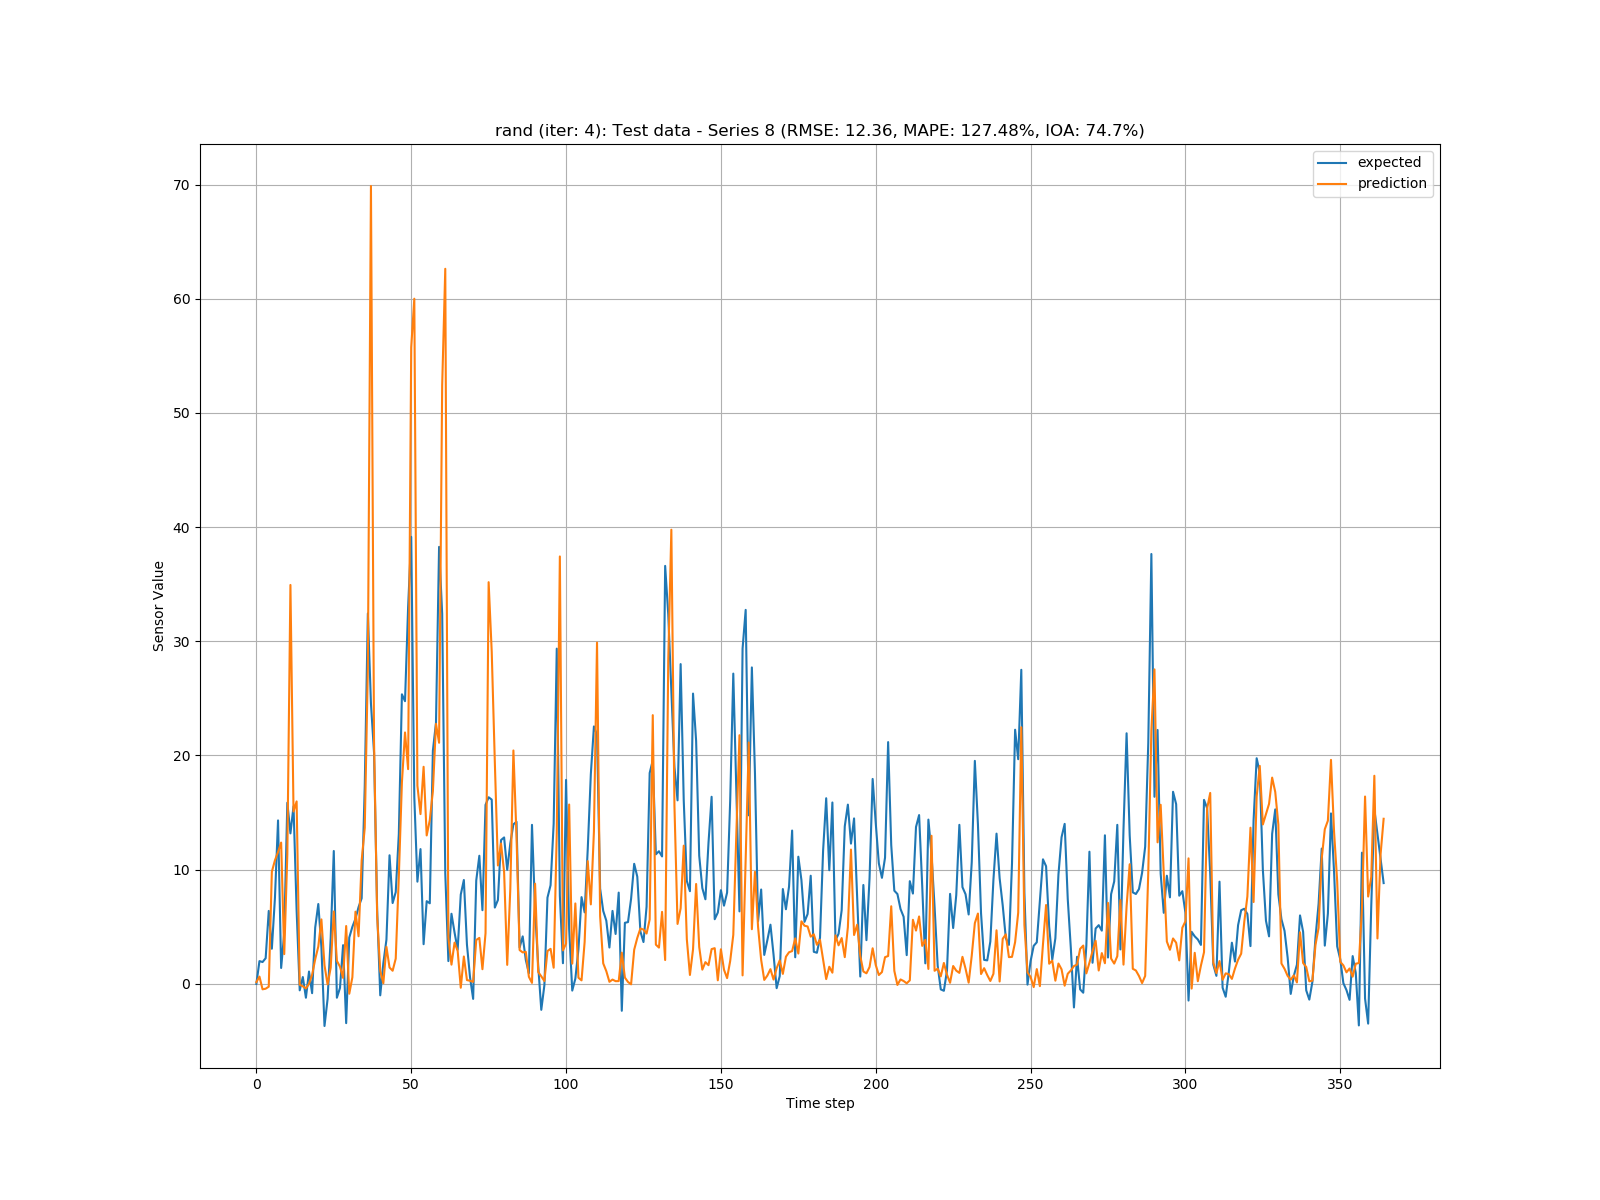 rand (iter: 4): Test data - Series 8 (RMSE: 12.36, MAPE: 127.48%, IOA: 74.7%)
expected
prediction
70
60
50
40
30
20
10
0
Sensor Value
0 50 100 150 200 250 300 350
Time step